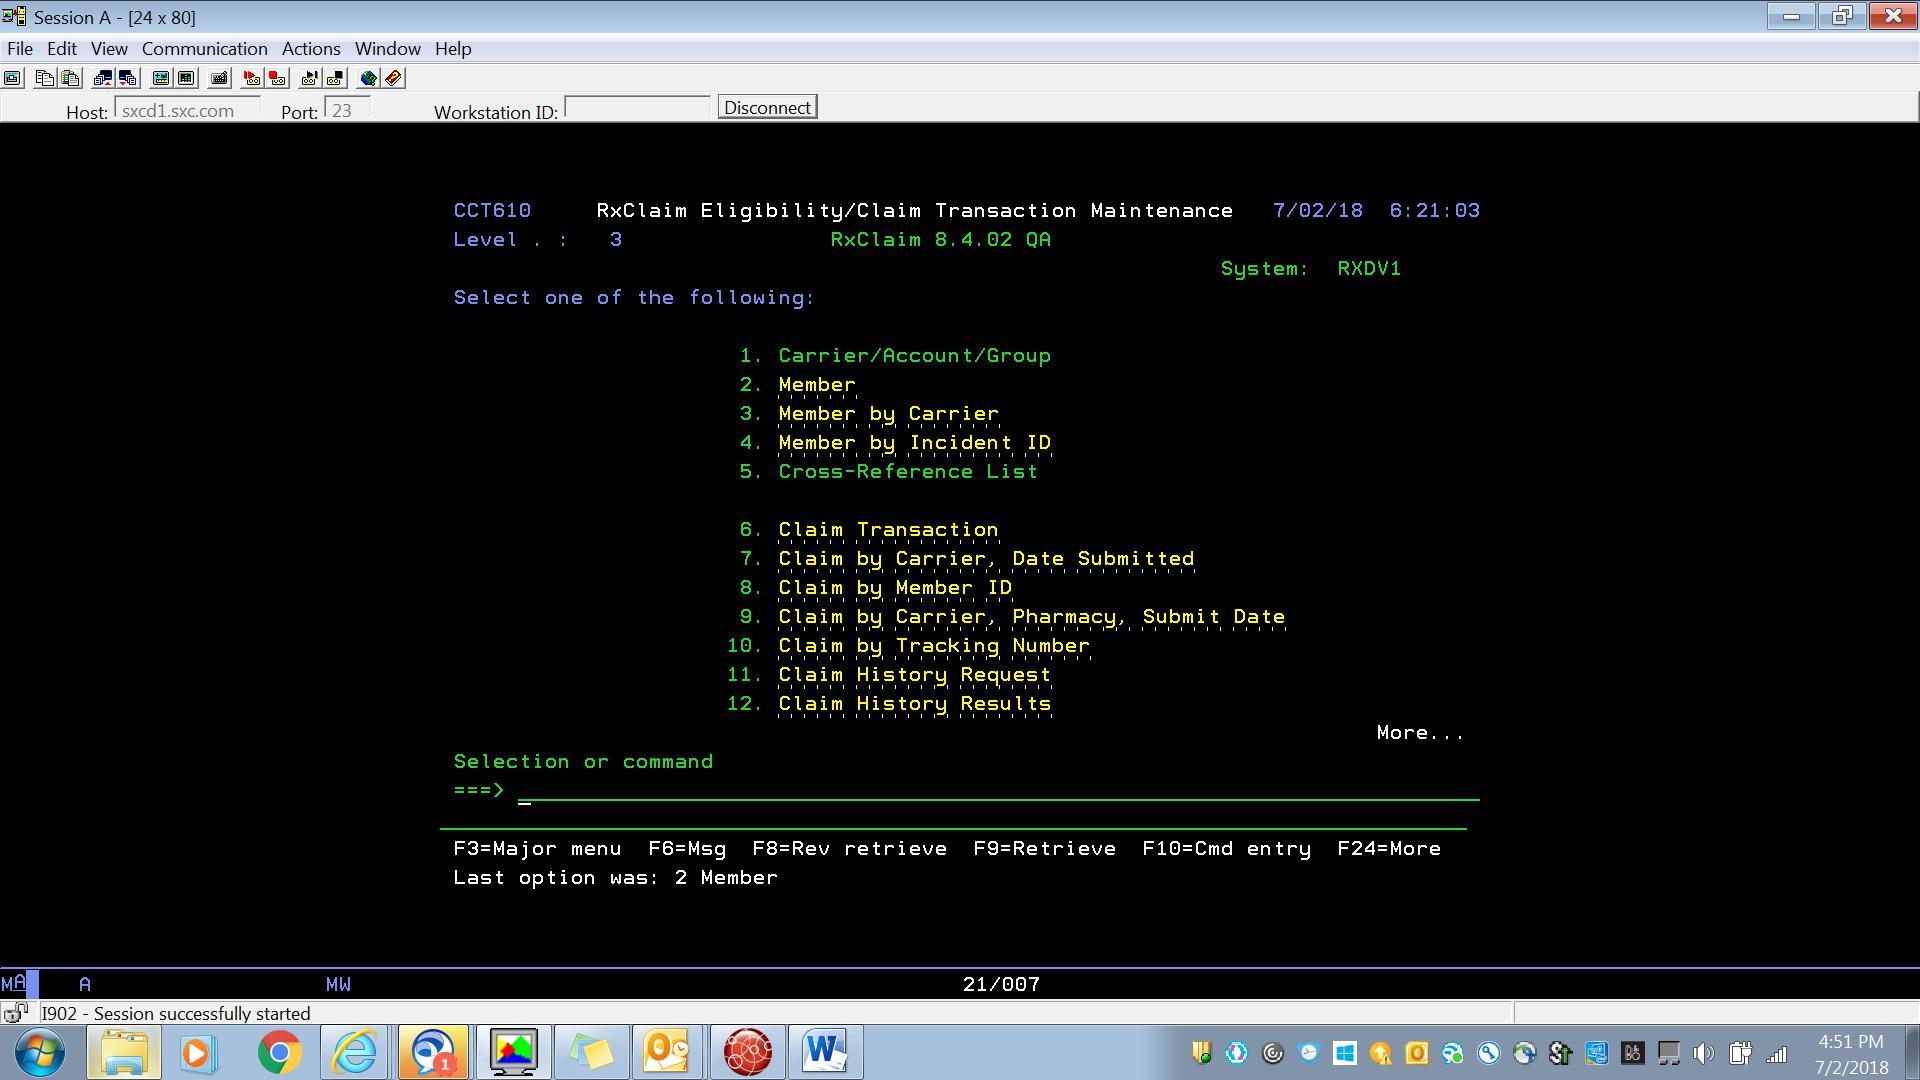 Session A - [24 x 80]
File Edit View Communication Actions Window Help
Host: sxcd1.sxc.com Port: 23 Workstation ID: Disconnect
CCT610 RxClaim Eligibility/Claim Transaction Maintenance 7/02/18 6:21:03
Level . : 3 RxClaim 8.4.02 QA
System: RXDV1
Select one of the following:
1. Carrier/Account/Group
2. Member
3. Member by Carrier
4. Member by Incident ID
5. Cross-Reference List
6. Claim Transaction
7. Claim by Carrier, Date Submitted
8. Claim by Member ID
9. Claim by Carrier, Pharmacy, Submit Date
10. Claim by Tracking Number
11. Claim History Request
12. Claim History Results
More...
Selection or command
===>
F3=Major menu F6=Msg F8=Rev retrieve F9=Retrieve F10=Cmd entry F24=More
Last option was: 2 Member
MA A MW 21/007
I902 - Session successfully started
1
4:51 PM
7/2/2018